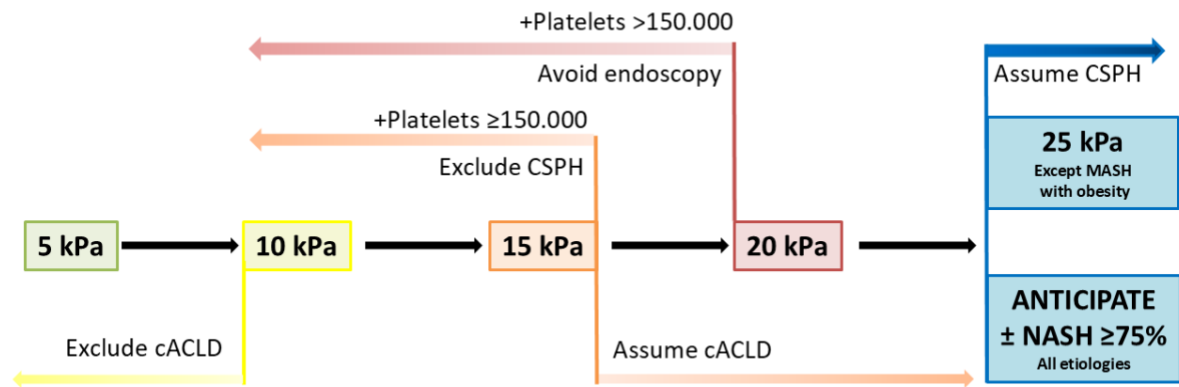 +Platelets >150.000
Avoid endoscopy
Assume CSPH
+Platelets ≥150.000
Exclude CSPH
25 kPa
Except MASH
with obesity
5 kPa
10 kPa
15 kPa
20 kPa
ANTICIPATE
± NASH ≥75%
All etiologies
Exclude cACLD
Assume cACLD